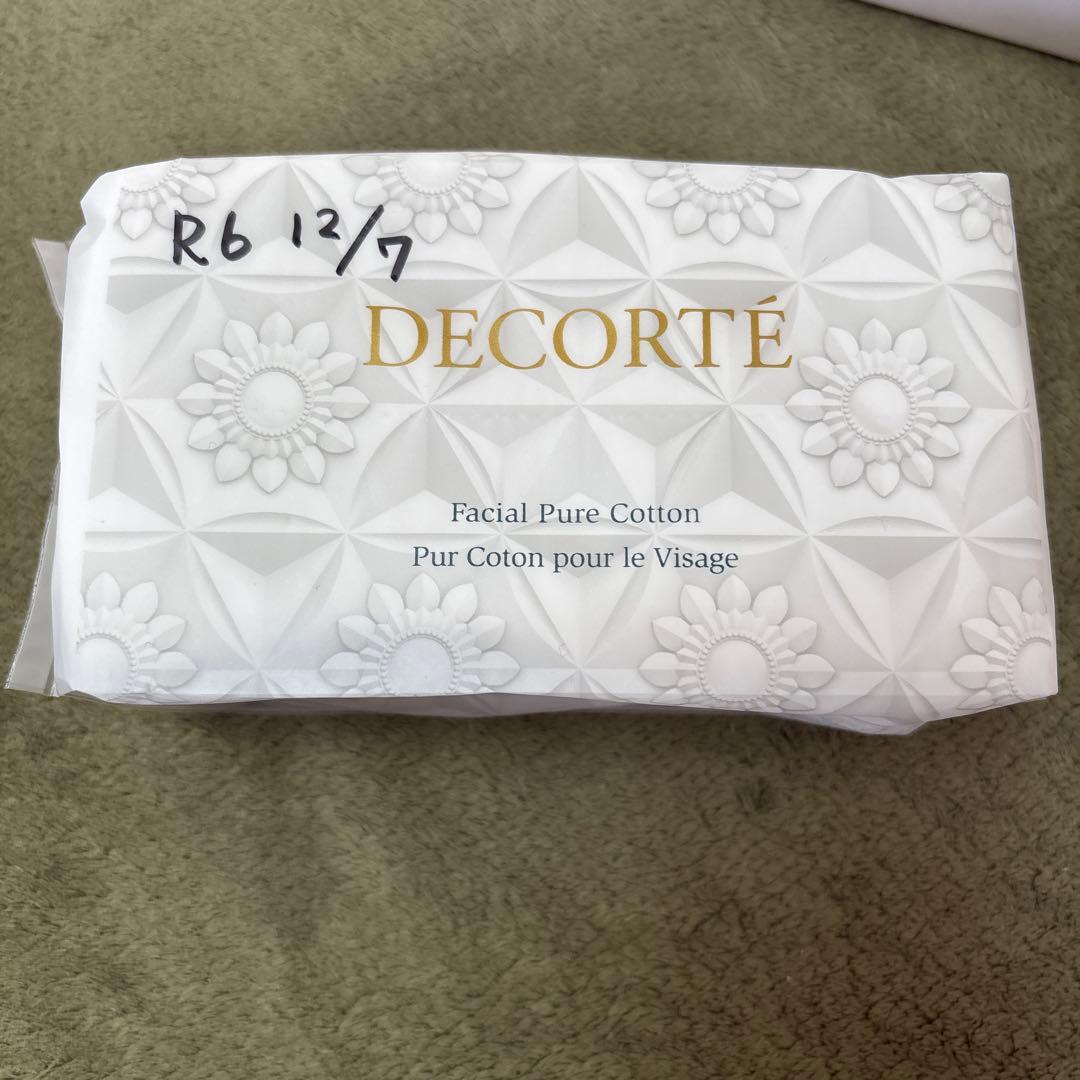 R6 12/7
DECORTÉ
Facial Pure Cotton
Pur Coton pour le Visage